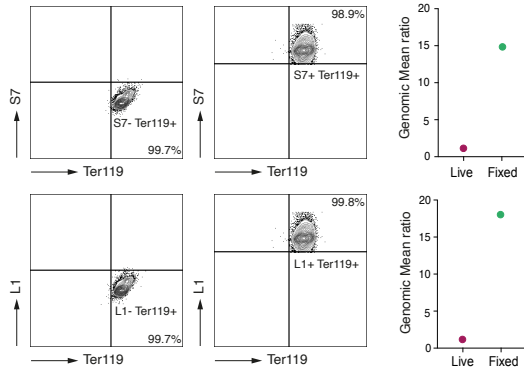 S7
S7- Ter119+
99.7%
Ter119
98.9%
S7
S7+ Ter119+
Ter119
Genomic Mean ratio
20
15
10
5
0
Live Fixed
L1
L1- Ter119+
99.7%
Ter119
99.8%
L1
L1+ Ter119+
Ter119
Genomic Mean ratio
20
15
10
5
0
Live Fixed